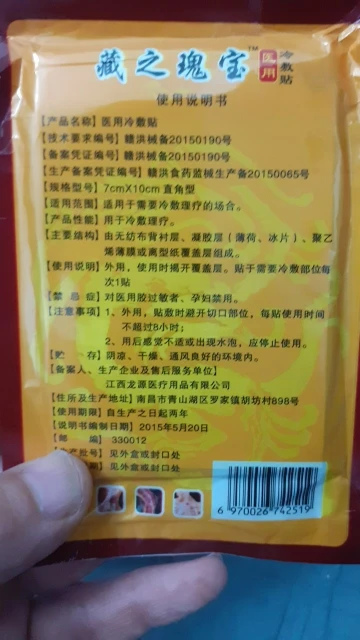 藏之瑰宝™ 医用 冷敷贴
使用说明书
【产品名称】医用冷敷贴
【技术要求编号】赣洪械备20150190号
【备案凭证编号】赣洪械备20150190号
【生产备案凭证编号】赣洪食药监械生产备20150065号
【规格型号】7cmX10cm 直角型
【适用范围】适用于需要冷敷理疗的场合。
【产品性能】用于冷敷理疗。
【主要结构】由无纺布背衬层、凝胶层（薄荷、冰片）、聚乙
烯薄膜或离型纸覆盖层组成。
【使用说明】外用，使用时揭开覆盖层。贴于需要冷敷部位每
次1贴
【禁忌症】对医用胶过敏者、孕妇禁用。
【注意事项】1、外用，贴敷时避开切口部位，每贴使用时间
不超过8小时；
2、用后感觉不适或出现水泡，应停止使用。
【贮 存】阴凉、干燥、通风良好的环境内。
【备案人、生产企业及售后服务单位】
江西龙源医疗用品有限公司
【住所及生产地址】南昌市青山湖区罗家镇胡坊村898号
【使用期限】自生产之日起两年
【说明书编制日期】2015年5月20日
【邮 编】330012
产批号】见外盒或封口处
期】见外盒或封口处
6 970026 742519